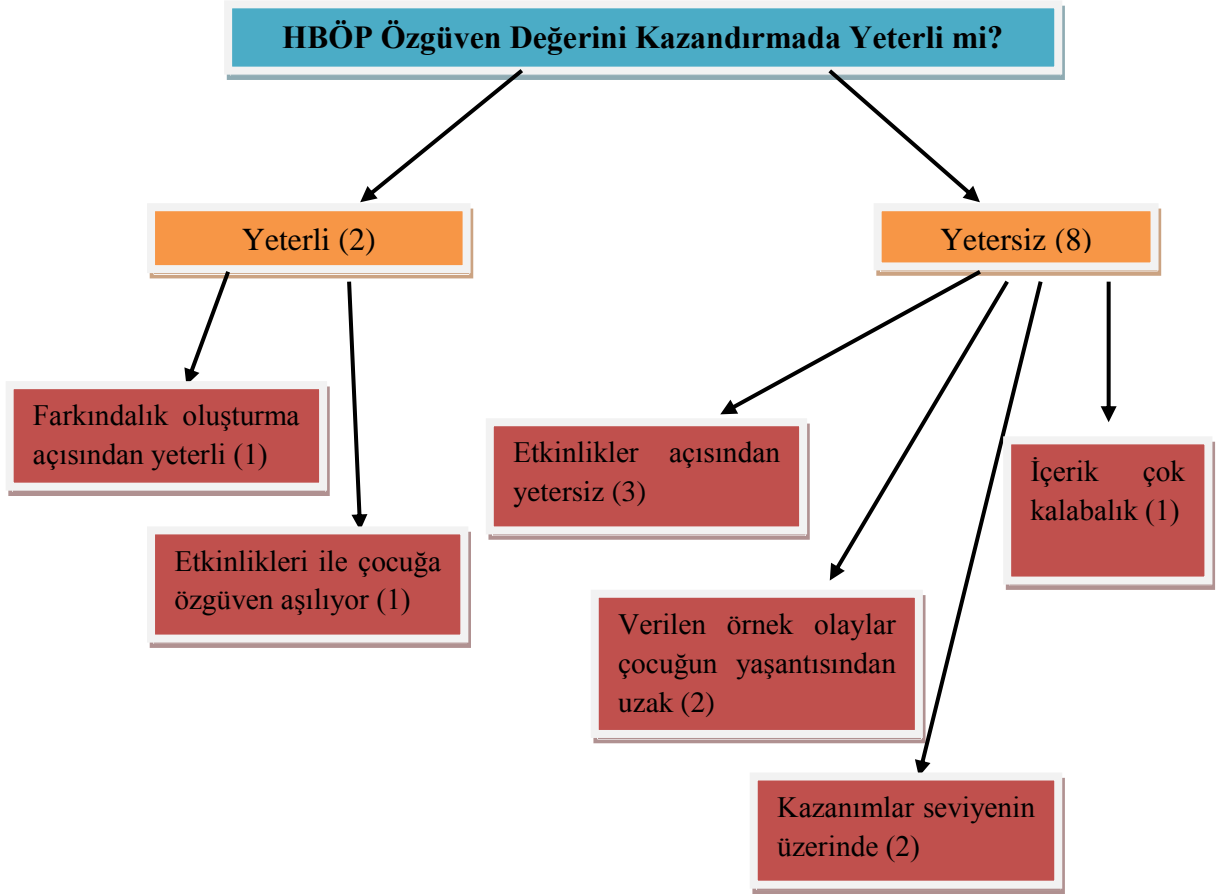 HBÖP Özgüven Değerini Kazandırmada Yeterli mi?
Yeterli (2)
Yetersiz (8)
Farkındalık oluşturma
açısından yeterli (1)
Etkinlikleri ile çocuğa
özgüven aşılıyor (1)
Etkinlikler açısından
yetersiz (3)
Verilen örnek olaylar
çocuğun yaşantısından
uzak (2)
Kazanımlar seviyenin
üzerinde (2)
İçerik çok
kalabalık (1)